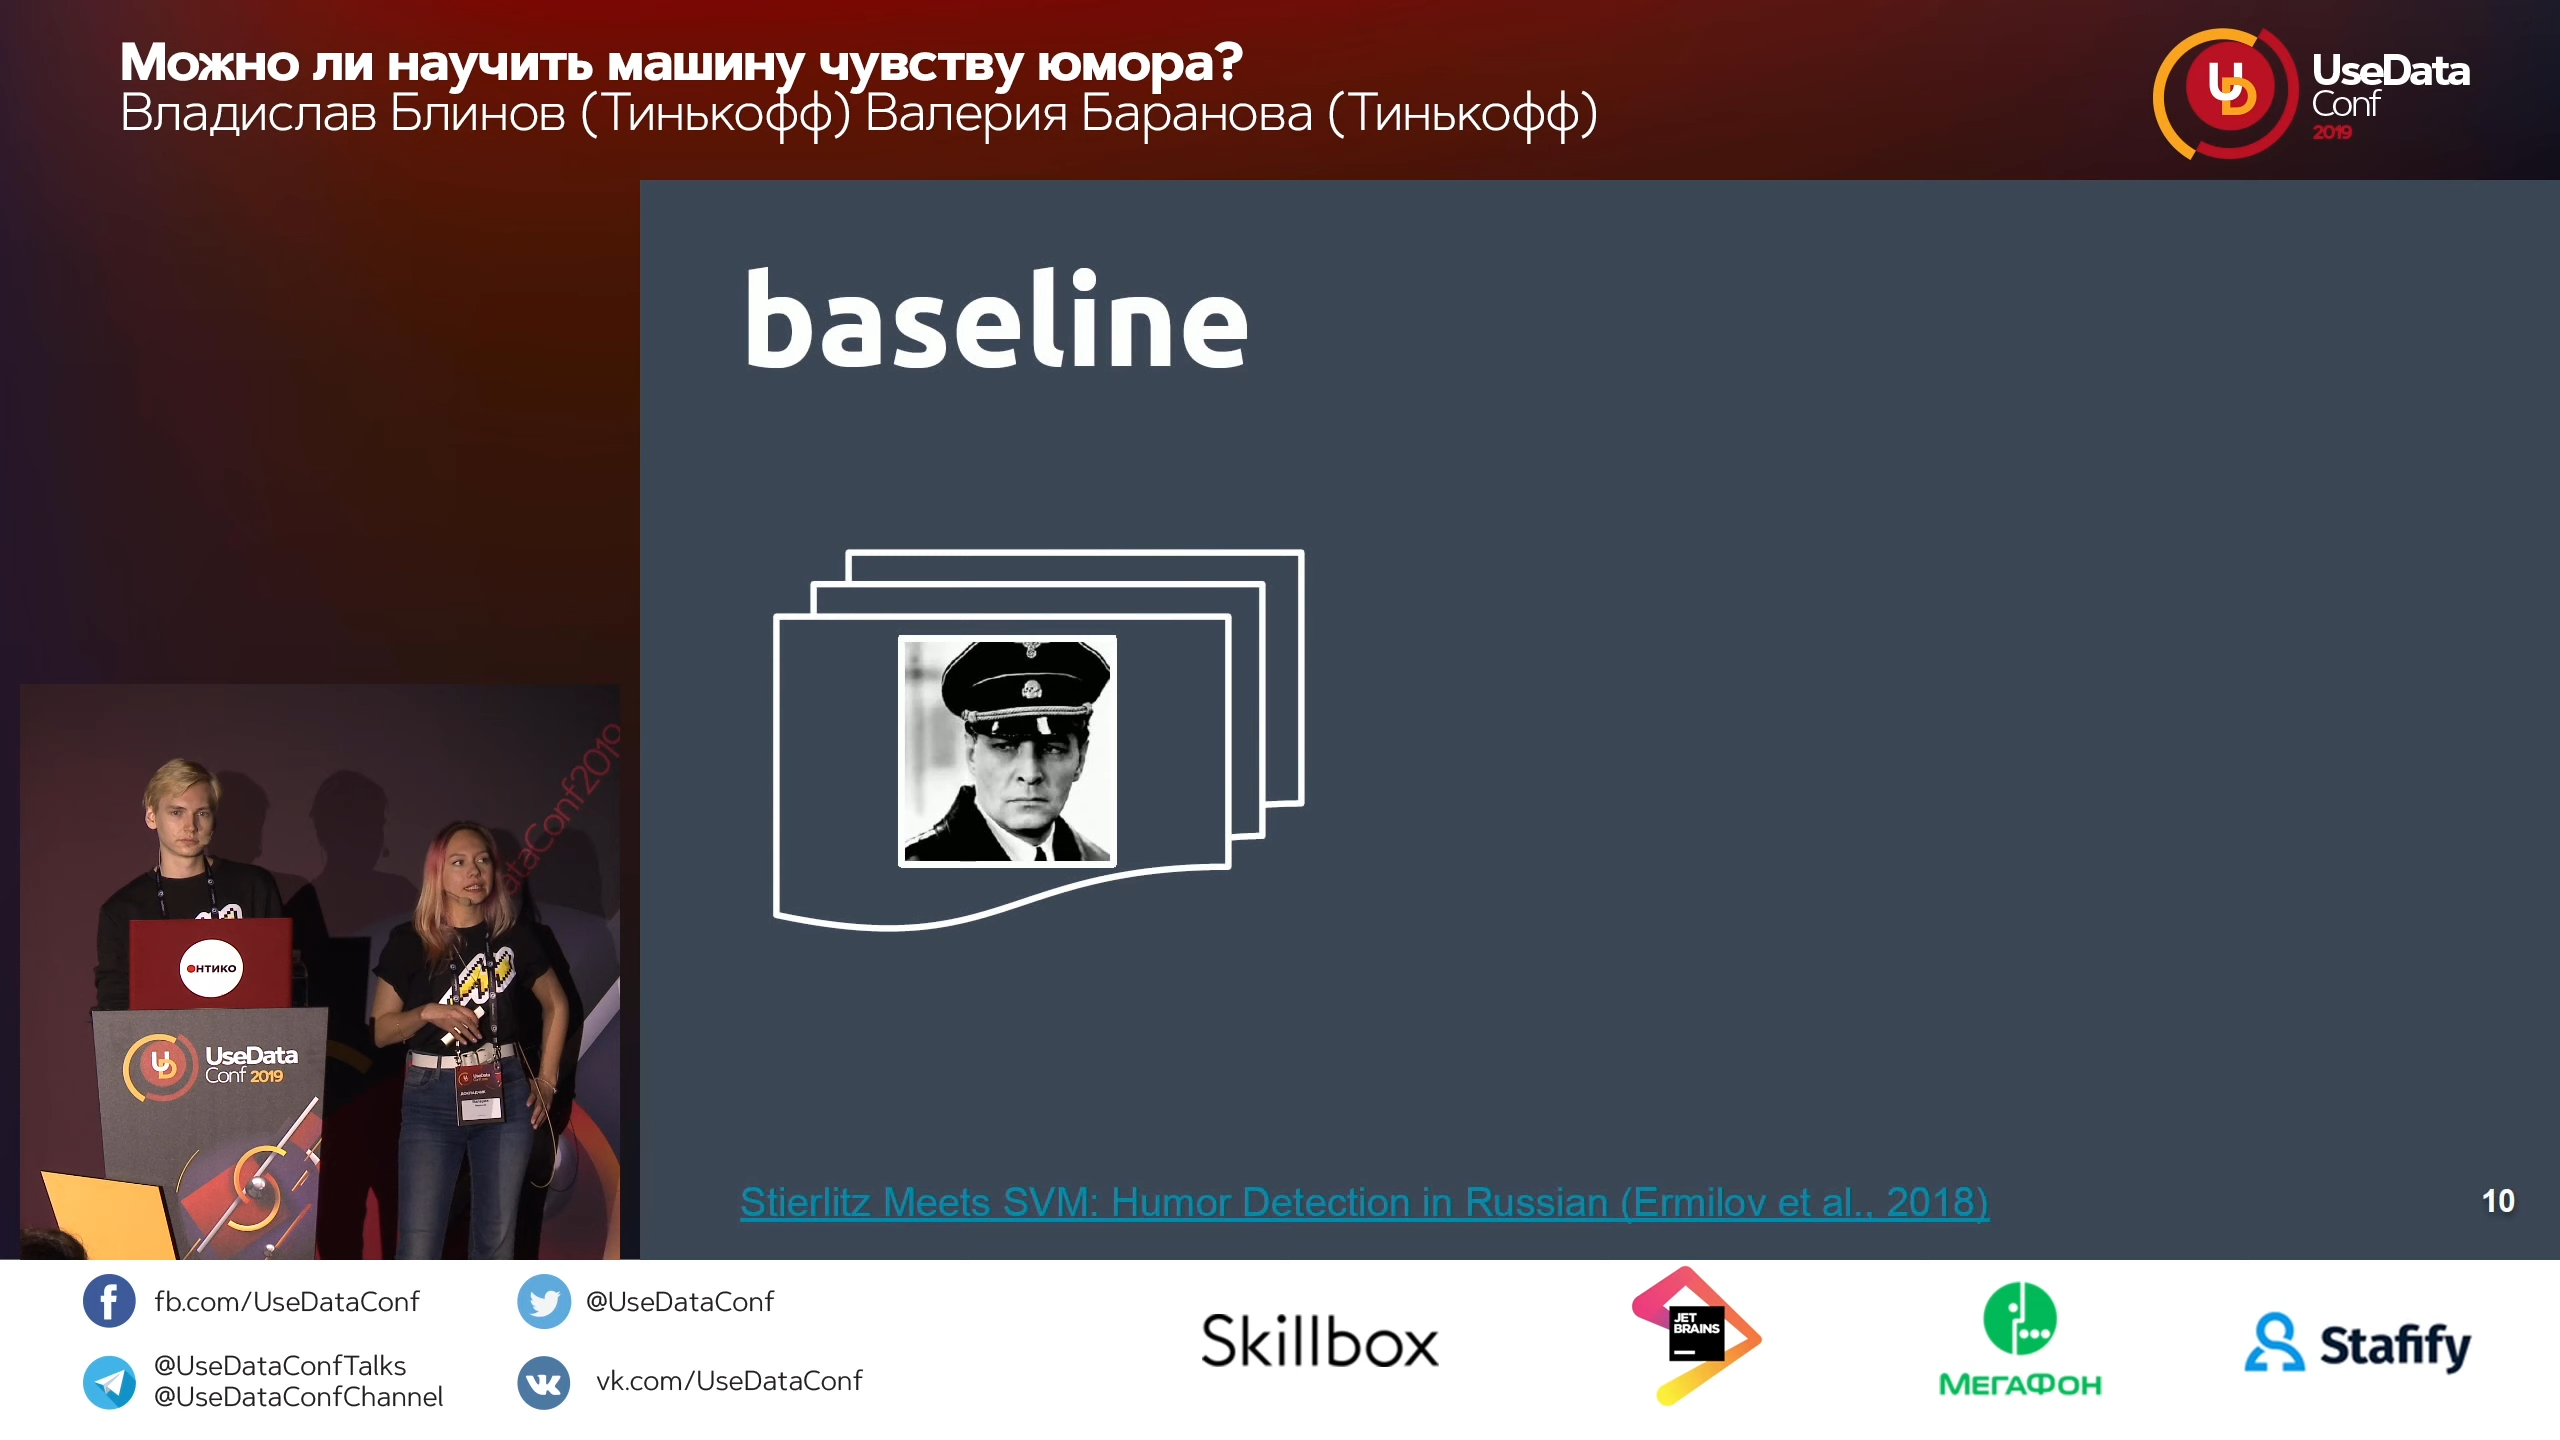 Можно ли научить машину чувству юмора?
Владислав Блинов (Тинькофф) Валерия Баранова (Тинькофф)
UseData
Conf
2019
baseline
Stierlitz Meets SVM: Humor Detection in Russian (Ermilov et al., 2018)
10
ataConf2019
ОНТИКО
UseData
Conf 2019
fb.com/UseDataConf
@UseDataConf
@UseDataConfTalks
@UseDataConfChannel
vk.com/UseDataConf
Skillbox
JET
BRAINS
МЕГАФОН
Stafify